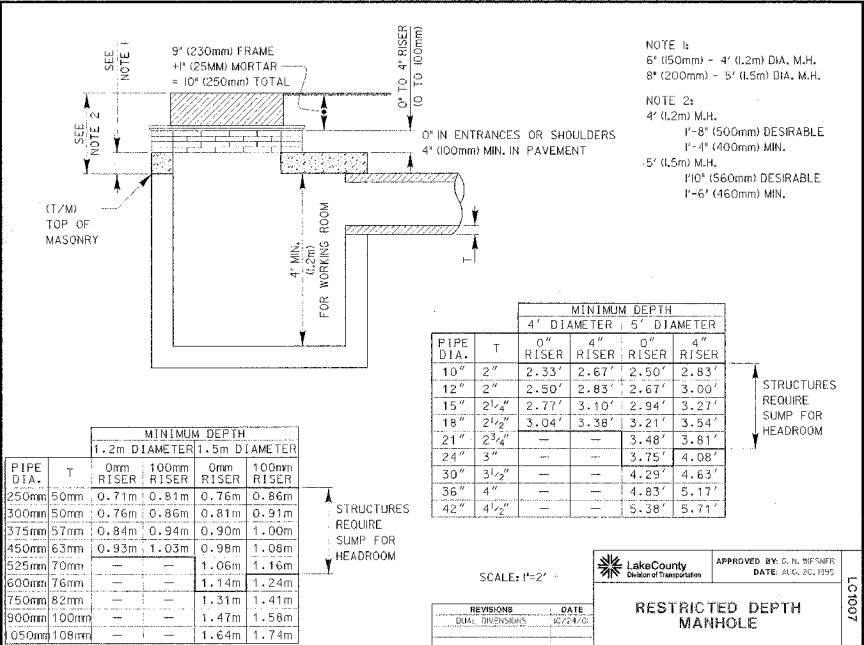 SEE
NOTE 1
SEE
NOTE 2
9" (230mm) FRAME
+1" (25MM) MORTAR
= 10" (250mm) TOTAL
0" TO 4" RISER
(0 TO 100mm)
0" IN ENTRANCES OR SHOULDERS
4" (100mm) MIN. IN PAVEMENT
(T/M)
TOP OF
MASONRY
4' MIN.
(1.2m)
FOR WORKING ROOM
T
NOTE 1:
6" (150mm) - 4' (1.2m) DIA. M.H.
8" (200mm) - 5' (1.5m) DIA. M.H.
NOTE 2:
4' (1.2m) M.H.
1'-8" (500mm) DESIRABLE
1'-4" (400mm) MIN.
5' (1.5m) M.H.
1'10" (560mm) DESIRABLE
1'-6" (460mm) MIN.
MINIMUM DEPTH
4' DIAMETER 5' DIAMETER
PIPE DIA. T 0" RISER 4" RISER 0" RISER 4" RISER
10" 2" 2.33' 2.67' 2.50' 2.83'
12" 2" 2.50' 2.83' 2.67' 3.00'
15" 2 1/4" 2.77' 3.10' 2.94' 3.27'
18" 2 1/2" 3.04' 3.38' 3.21' 3.54'
21" 2 3/4" — — 3.48' 3.81'
24" 3" — — 3.75' 4.08'
30" 3 1/2" — — 4.29' 4.63'
36" 4" — — 4.83' 5.17'
42" 4 1/2" — — 5.38' 5.71'
STRUCTURES
REQUIRE
SUMP FOR
HEADROOM
MINIMUM DEPTH
1.2m DIAMETER 1.5m DIAMETER
PIPE DIA. T 0mm RISER 100mm RISER 0mm RISER 100mm RISER
250mm 50mm 0.71m 0.81m 0.76m 0.86m
300mm 50mm 0.76m 0.86m 0.81m 0.91m
375mm 57mm 0.84m 0.94m 0.90m 1.00m
450mm 63mm 0.93m 1.03m 0.98m 1.08m
525mm 70mm — — 1.06m 1.16m
600mm 76mm — — 1.14m 1.24m
750mm 82mm — — 1.31m 1.41m
900mm 100mm — — 1.47m 1.58m
1050mm 108mm — — 1.64m 1.74m
STRUCTURES
REQUIRE
SUMP FOR
HEADROOM
SCALE: 1"=2'
REVISIONS DATE
DUAL DIMENSIONS 10/24/01
LakeCounty
Division of Transportation
APPROVED BY: G. N. WESNER
DATE: AUG. 20, 1995
RESTRICTED DEPTH
MANHOLE
LC1007